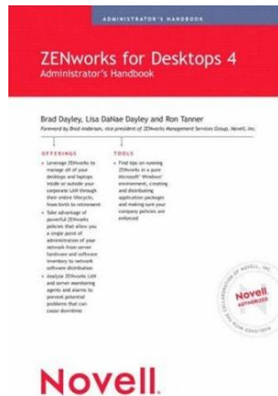 ADMINISTRATOR'S HANDBOOK
ZENworks for Desktops 4
Administrator's Handbook
Brad Dayley, Lisa DaNae Dayley and Ron Tanner
Foreword by Brad Anderson, vice president of ZENworks Management Services Group, Novell, Inc.
OFFERINGS
• Leverage ZENworks to
manage all of your
desktops and laptops
inside or outside your
corporate LAN through
their entire lifecycle,
from birth to retirement
• Take advantage of
powerful ZENworks
policies that allow you
a single point of
administration of your
network from server
hardware and software
inventory to network
software distribution
• Analyze ZENworks LAN
and server monitoring
agents and alarms to
prevent potential
problems that can
cause downtime
TOOLS
• Find tips on running
ZENworks in a pure
Microsoft Windows
environment, creating
and distributing
application packages
and making sure your
company policies are
enforced
Novell
AUTHORIZED
Novell.